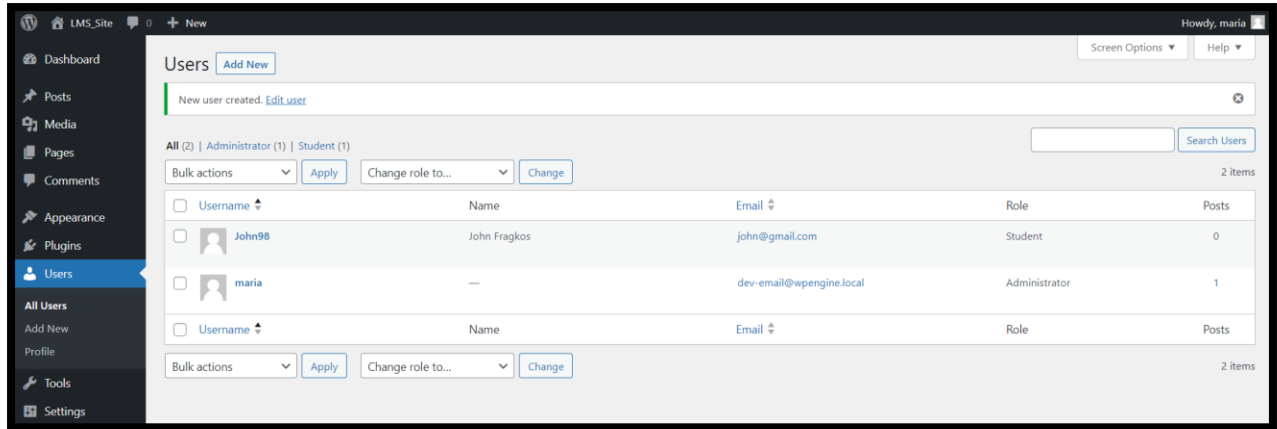 LMS_Site 0 New Howdy, maria
Dashboard
Posts
Media
Pages
Comments
Appearance
Plugins
Users
All Users
Add New
Profile
Tools
Settings
Screen Options Help
Users Add New
New user created. Edit user
All (2) | Administrator (1) | Student (1)
Search Users
Bulk actions Apply Change role to... Change 2 items
Username Name Email Role Posts
John98 John Fragkos john@gmail.com Student 0
maria — dev-email@wpengine.local Administrator 1
Username Name Email Role Posts
Bulk actions Apply Change role to... Change 2 items